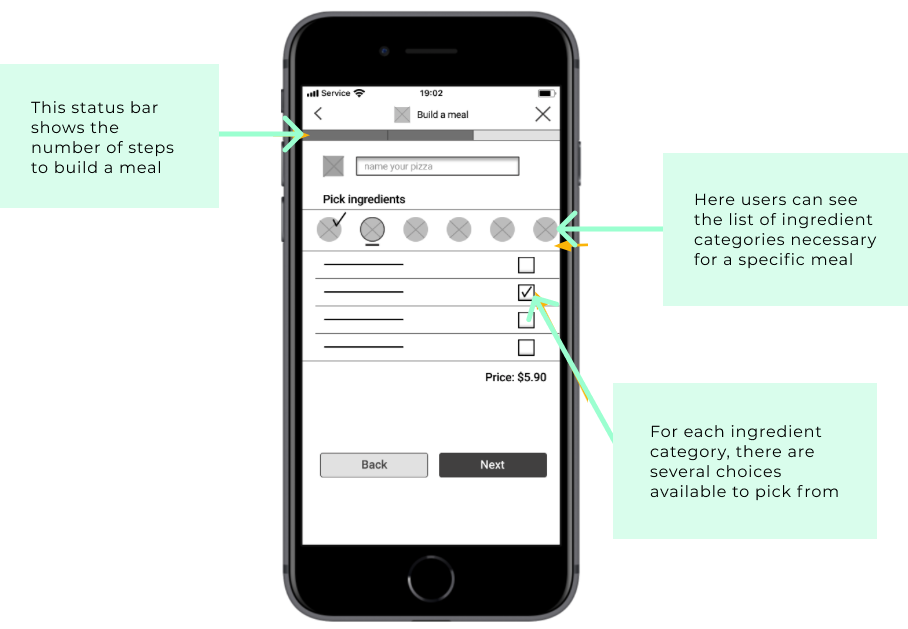 This status bar
shows the
number of steps
to build a meal
Service 19:02
Build a meal
name your pizza
Pick ingredients
Here users can see
the list of ingredient
categories necessary
for a specific meal
Price: $5.90
For each ingredient
category, there are
several choices
available to pick from
Back Next